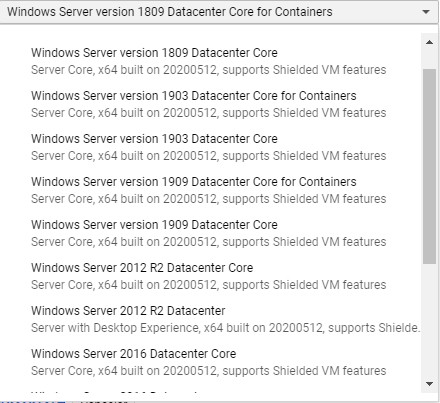 Windows Server version 1809 Datacenter Core for Containers
Windows Server version 1809 Datacenter Core
Server Core, x64 built on 20200512, supports Shielded VM features
Windows Server version 1903 Datacenter Core for Containers
Server Core, x64 built on 20200512, supports Shielded VM features
Windows Server version 1903 Datacenter Core
Server Core, x64 built on 20200512, supports Shielded VM features
Windows Server version 1909 Datacenter Core for Containers
Server Core, x64 built on 20200512, supports Shielded VM features
Windows Server version 1909 Datacenter Core
Server Core, x64 built on 20200512, supports Shielded VM features
Windows Server 2012 R2 Datacenter Core
Server Core, x64 built on 20200512, supports Shielded VM features
Windows Server 2012 R2 Datacenter
Server with Desktop Experience, x64 built on 20200512, supports Shielde...
Windows Server 2016 Datacenter Core
Server Core, x64 built on 20200512, supports Shielded VM features